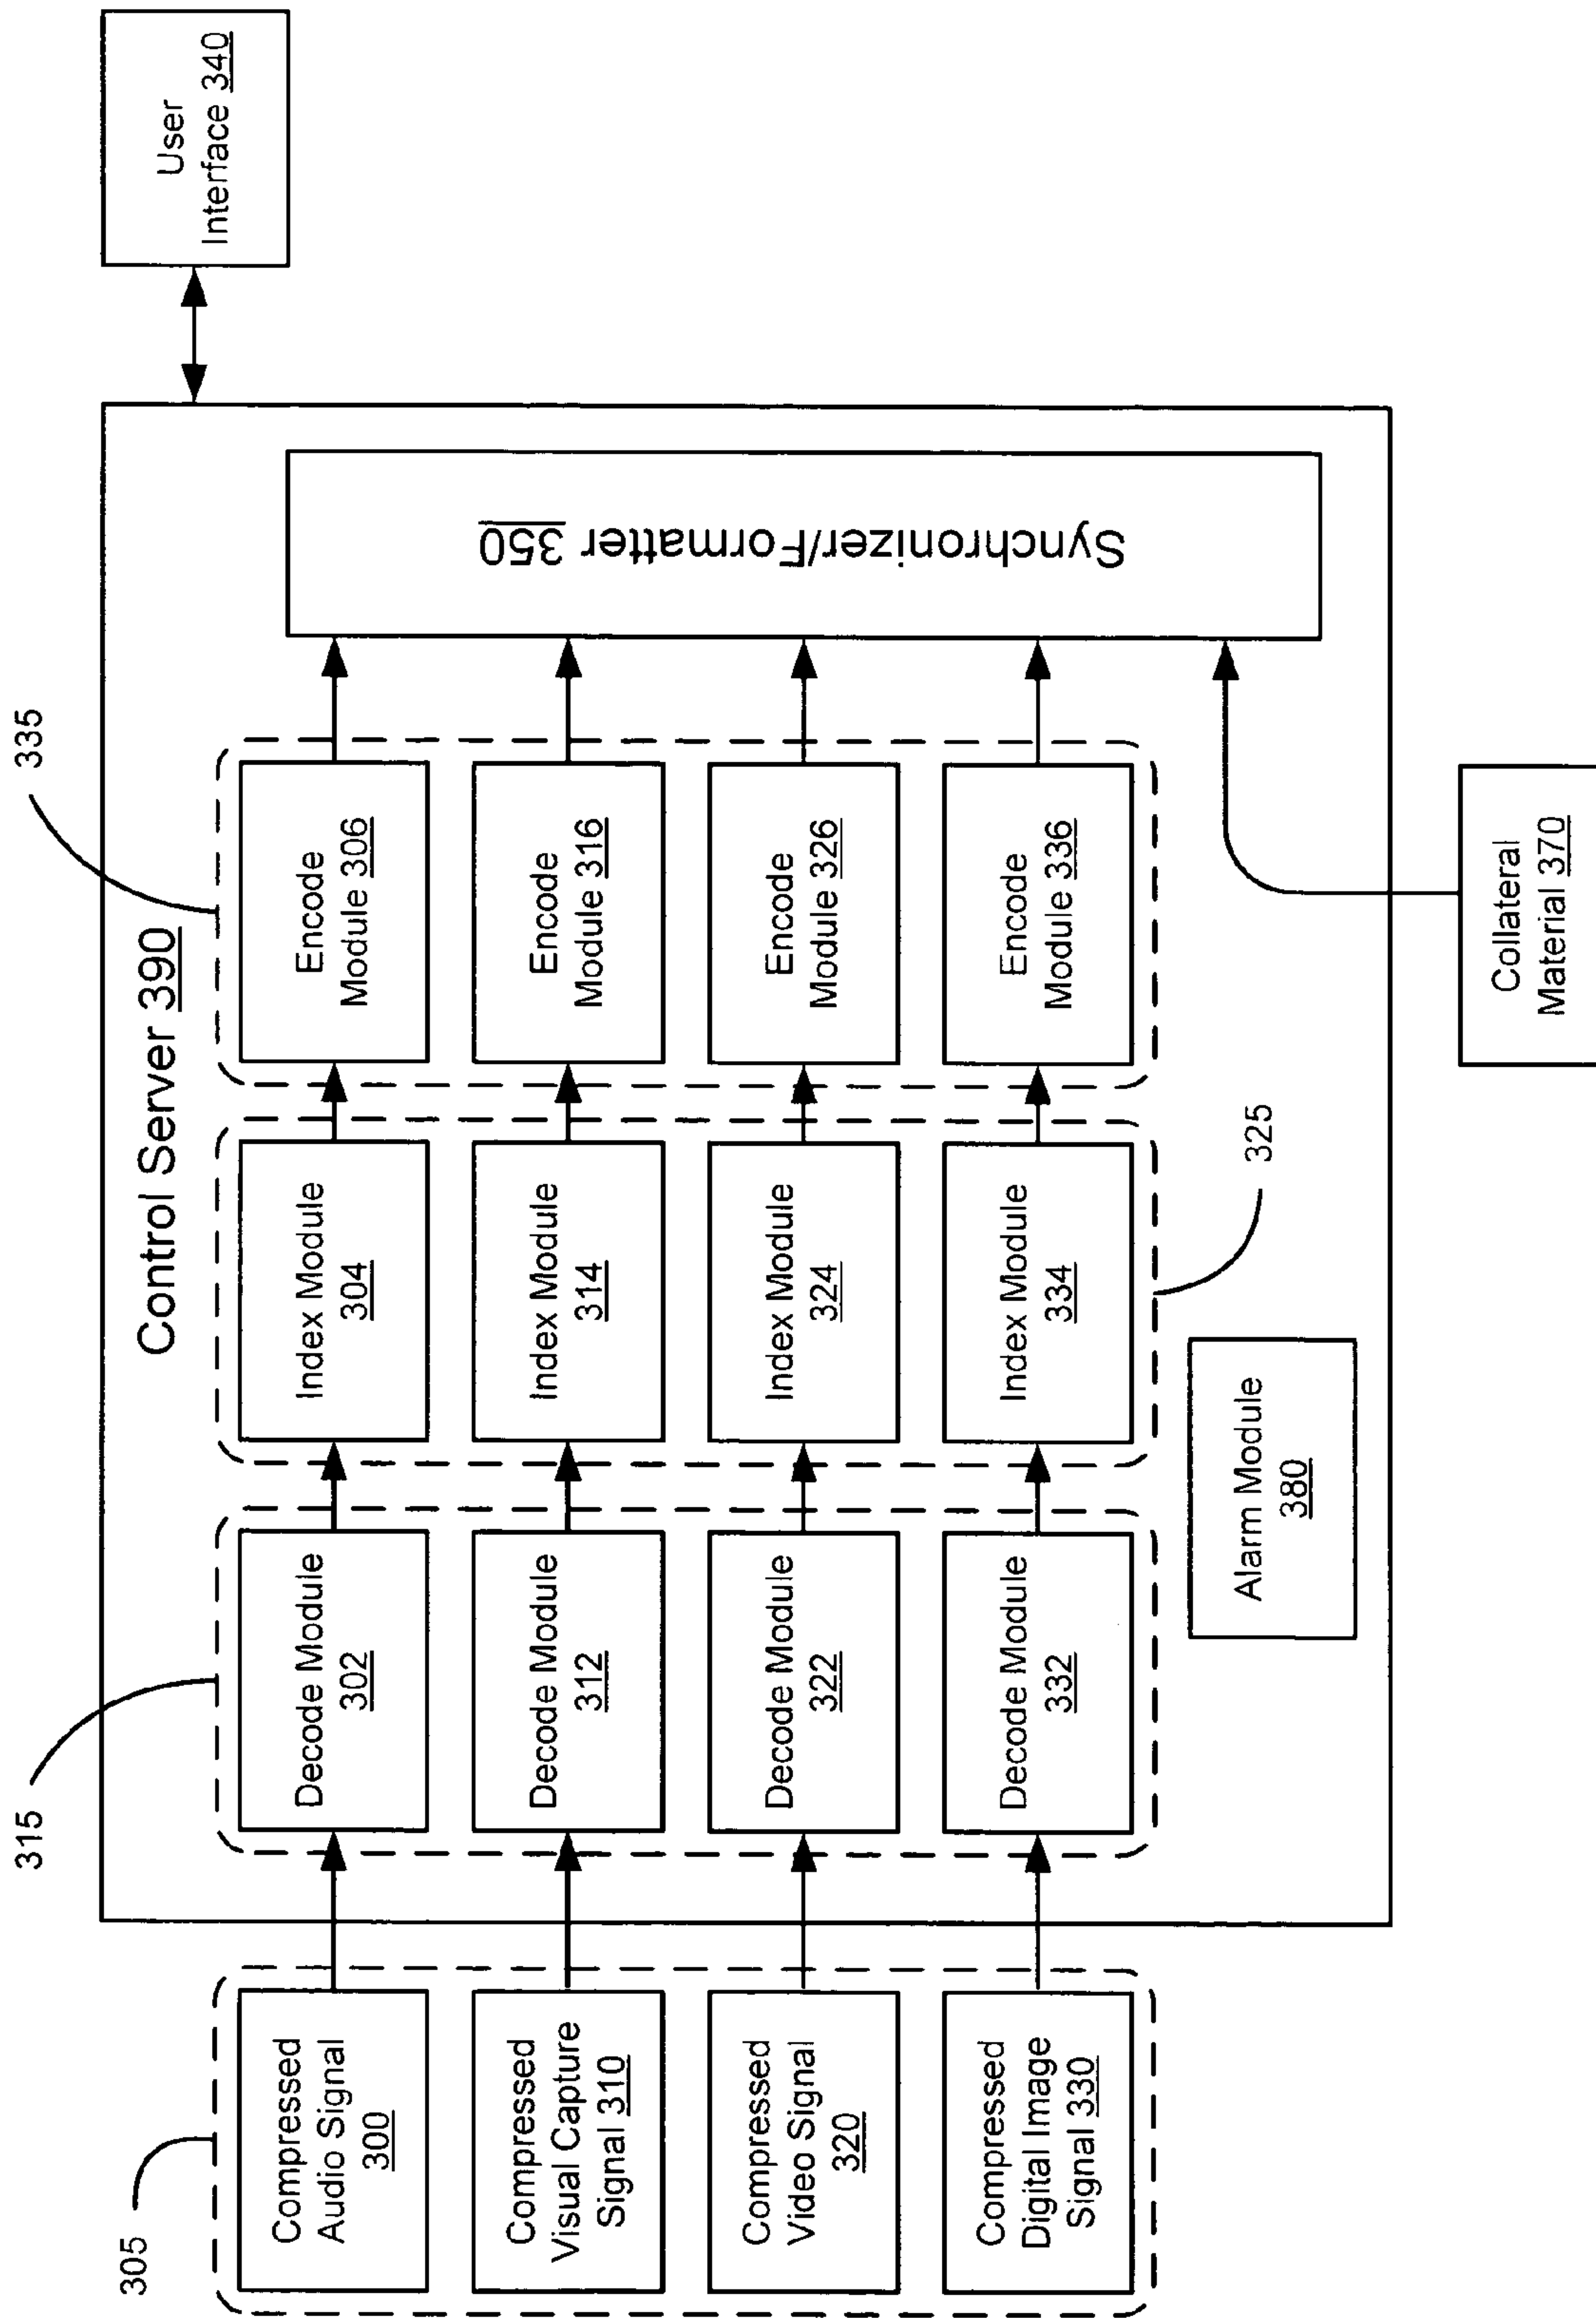 305
Compressed
Audio Signal
300
Compressed
Visual Capture
Signal 310
Compressed
Video Signal
320
Compressed
Digital Image
Signal 330
Control Server 390
315
Decode Module
302
Decode Module
312
Decode Module
322
Decode Module
332
Index Module
304
Index Module
314
Index Module
324
Index Module
334
325
335
Encode
Module 306
Encode
Module 316
Encode
Module 326
Encode
Module 336
Synchronizer/Formatter 350
User
Interface 340
Alarm Module
380
Collateral
Material 370